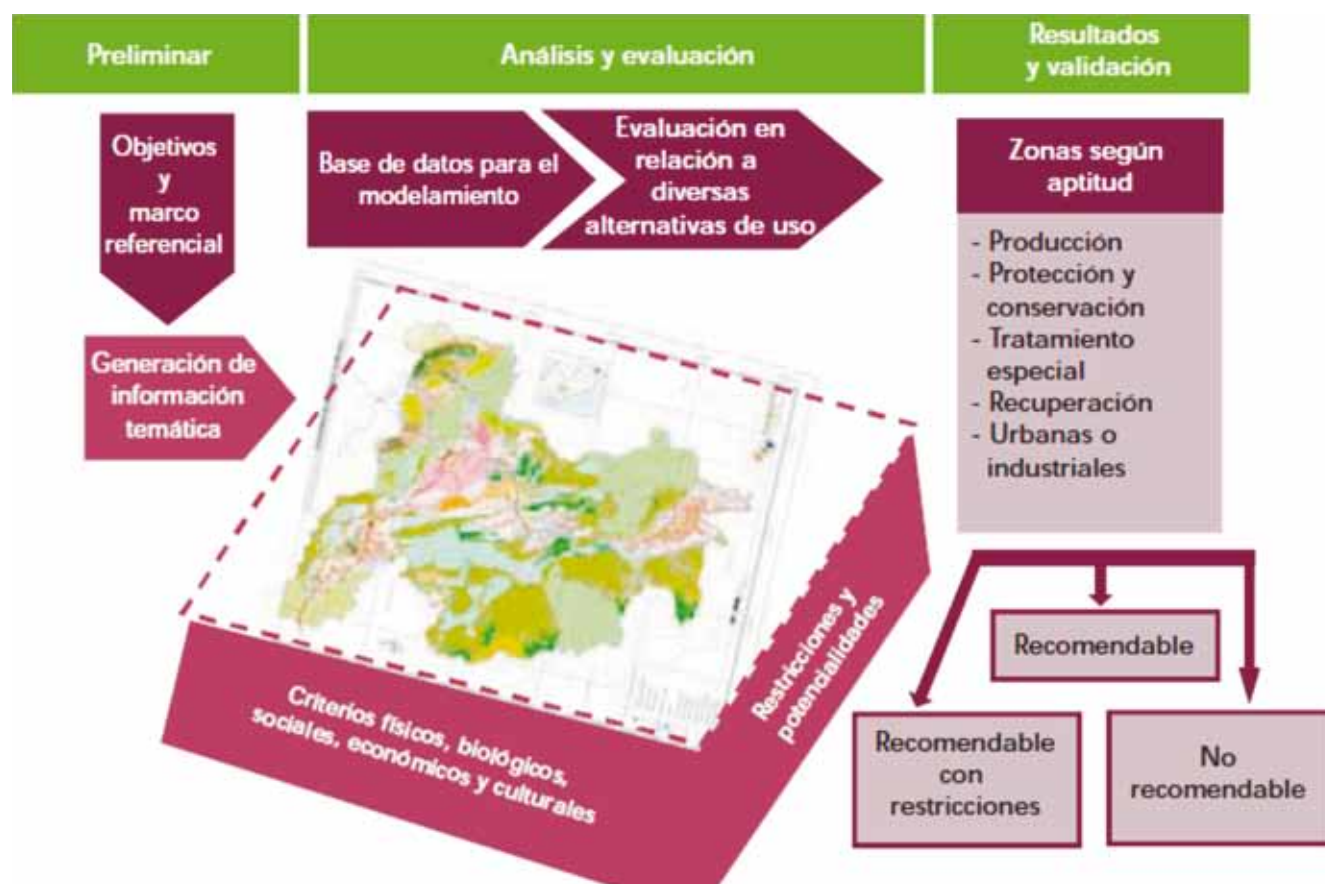 Preliminar
Análisis y evaluación
Resultados
y validación
Objetivos
y
marco
referencial
Generación de
información
temática
Base de datos para el
modelamiento
Evaluación en
relación a
diversas
alternativas de uso
Criterios físicos, biológicos,
sociales, económicos y culturales
Restricciones y
potencialidades
Zonas según
aptitud
- Producción
- Protección y
conservación
- Tratamiento
especial
- Recuperación
- Urbanas o
industriales
Recomendable
Recomendable
con
restricciones
No
recomendable